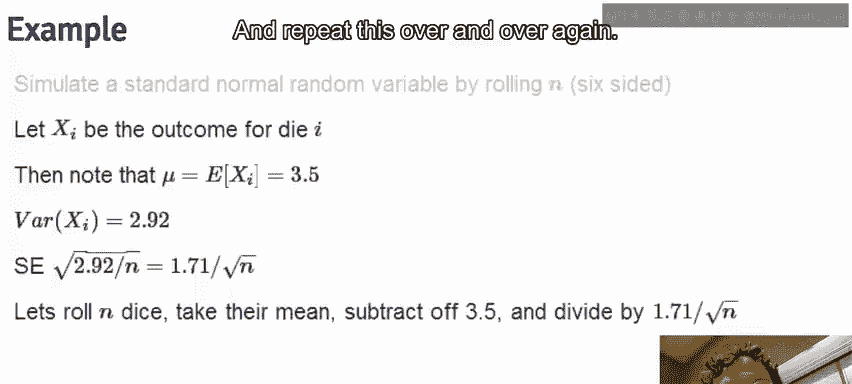 Example
And repeat this over and over again.
Simulate a standard normal random variable by rolling n (six sided)
Let X_i be the outcome for die i
Then note that μ = E[X_i] = 3.5
Var(X_i) = 2.92
SE √2.92/n = 1.71/√n
Lets roll n dice, take their mean, subtract off 3.5, and divide by 1.71/√n